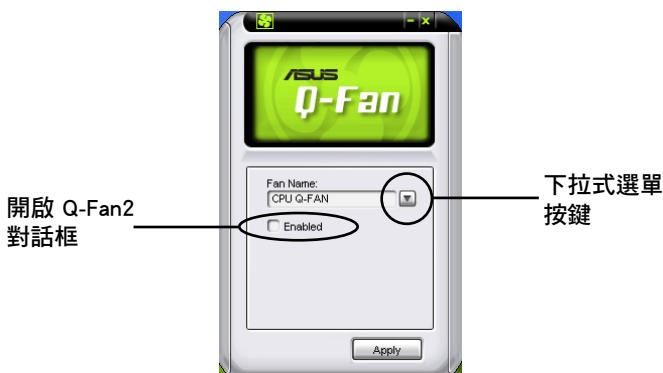 ASUS
Q-Fan
Fan Name:
CPU Q-FAN
Enabled
Apply
開啟 Q-Fan2
對話框
下拉式選單
按鍵